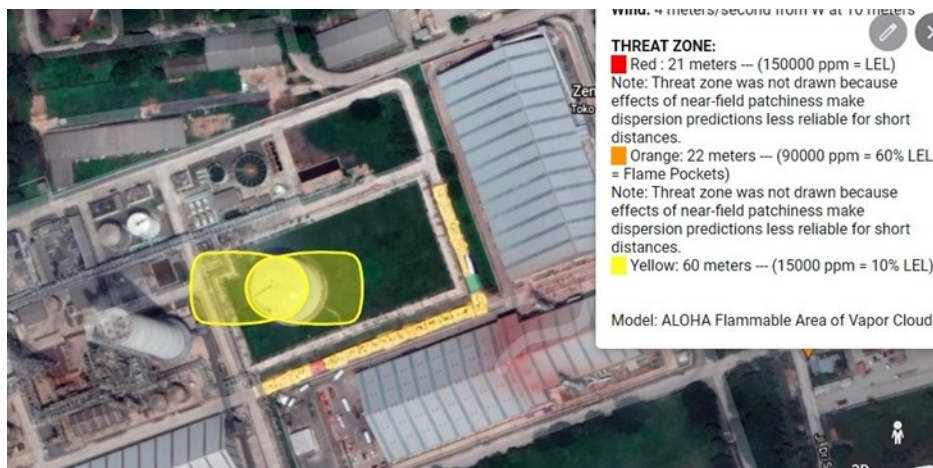 Wind: 4 meters/second from W at 10 meters
THREAT ZONE:
Red : 21 meters --- (150000 ppm = LEL)
Note: Threat zone was not drawn because
effects of near-field patchiness make
dispersion predictions less reliable for short
distances.
Orange: 22 meters --- (90000 ppm = 60% LEL
= Flame Pockets)
Note: Threat zone was not drawn because
effects of near-field patchiness make
dispersion predictions less reliable for short
distances.
Yellow: 60 meters --- (15000 ppm = 10% LEL)
Model: ALOHA Flammable Area of Vapor Cloud
Zen
Toko